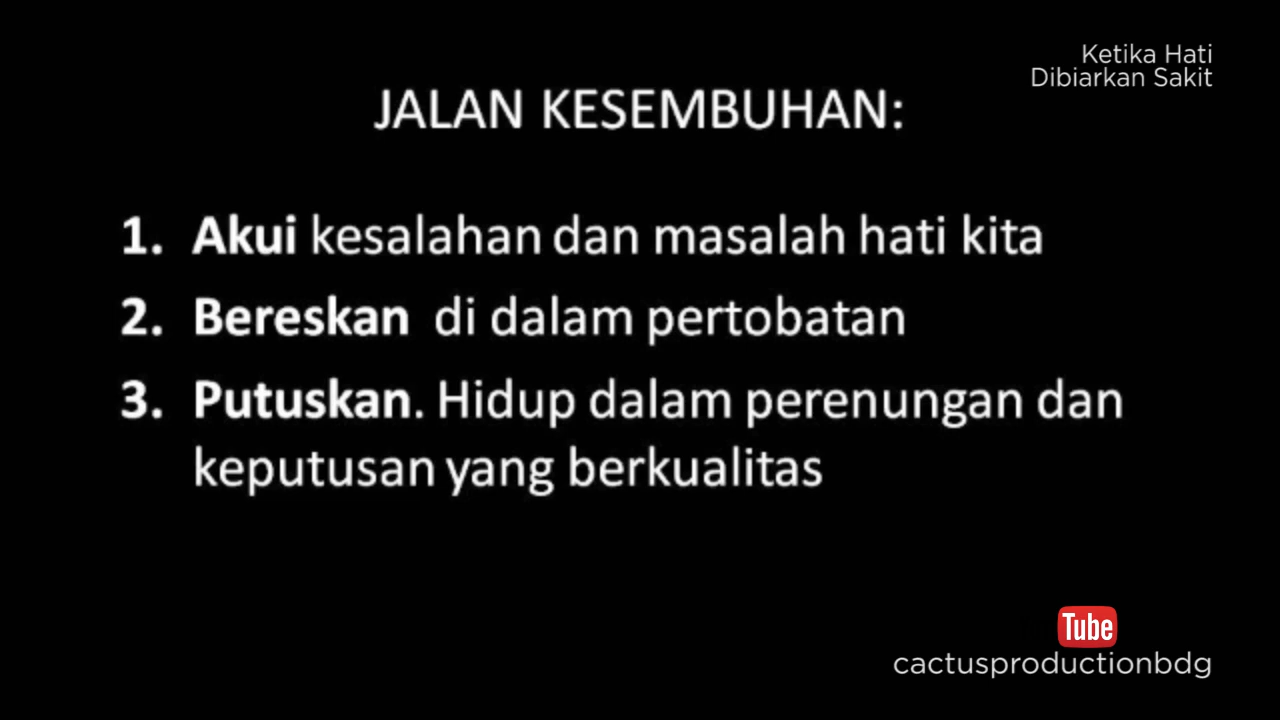 Ketika Hati
Dibiarkan Sakit
JALAN KESEMBUHAN:
1. Akui kesalahan dan masalah hati kita
2. Bereskan di dalam pertobatan
3. Putuskan. Hidup dalam perenungan dan
keputusan yang berkualitas
Tube
cactusproductionbdg